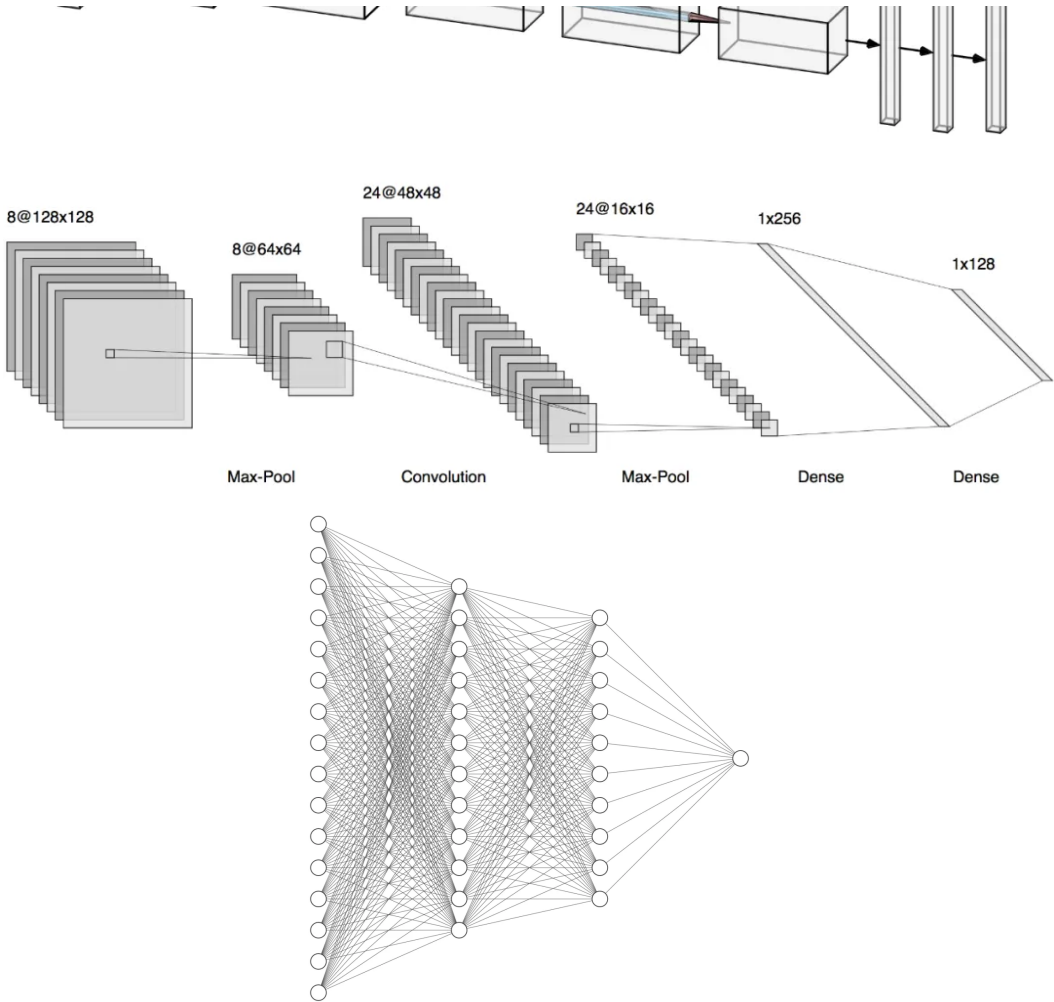 24@48x48
24@16x16
8@128x128
1x256
8@64x64
1x128
Max-Pool
Convolution
Max-Pool
Dense
Dense